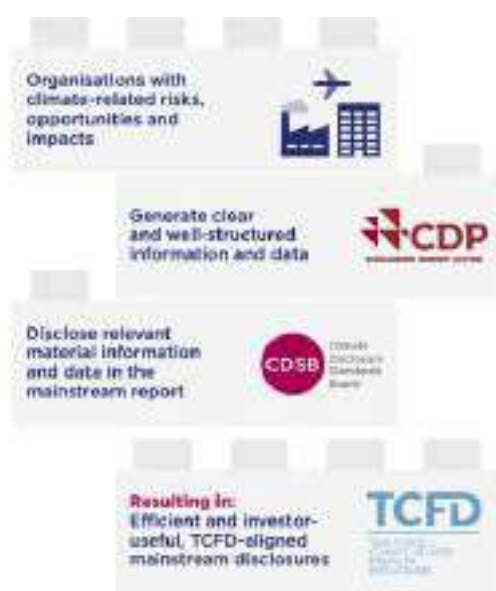 Organisations with
climate-related risks,
opportunities and
impacts
Generate clear
and well-structured
information and data
CDP
Disclose relevant
material information
and data in the
mainstream report
CDSB
Climate
Disclosure
Standards
Board
Resulting in:
Efficient and investor-
useful, TCFD-aligned
mainstream disclosures
TCFD